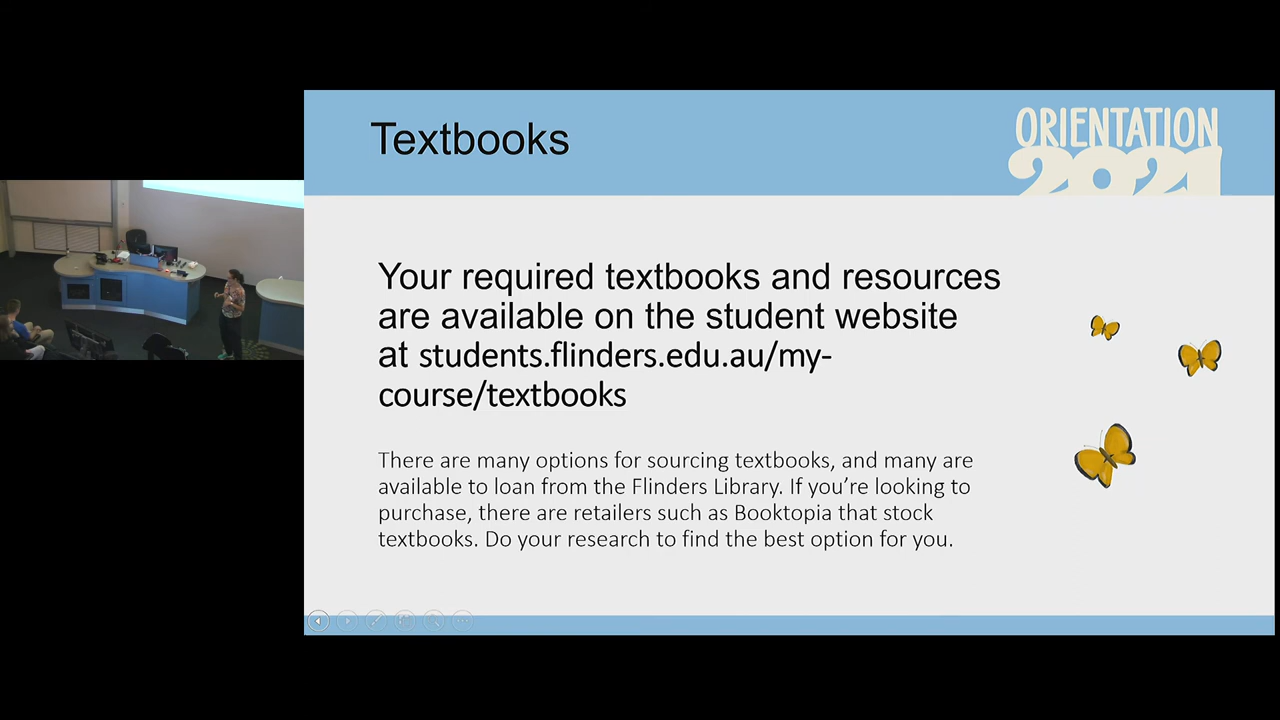 Textbooks
ORIENTATION
2021
Your required textbooks and resources
are available on the student website
at students.flinders.edu.au/my-
course/textbooks
There are many options for sourcing textbooks, and many are
available to loan from the Flinders Library. If you’re looking to
purchase, there are retailers such as Booktopia that stock
textbooks. Do your research to find the best option for you.